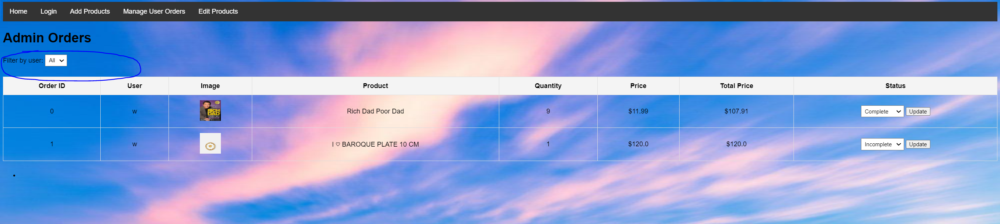 Home Login Add Products Manage User Orders Edit Products
Admin Orders
Filter by user: All
Order ID User Image Product Quantity Price Total Price Status
0 w RICH DAD POOR DAD Rich Dad Poor Dad 9 $11.99 $107.91 Complete Update
1 w I ♡ BAROQUE PLATE 10 CM 1 $120.0 $120.0 Incomplete Update